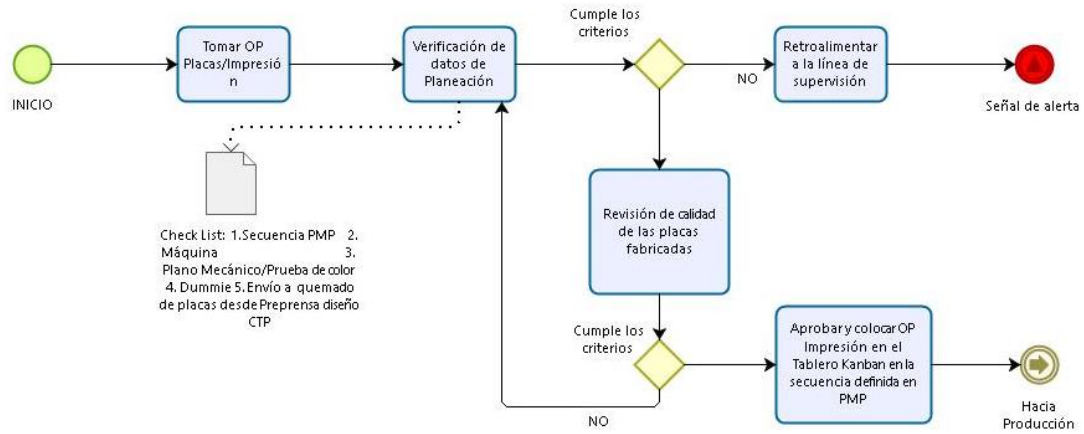 INICIO
Tomar OP
Placas/Impresió
n
Verificación de
datos de
Planeación
Cumple los
criterios
NO
Retroalimentar
a la línea de
supervisión
Señal de alerta
Check List: 1.Secuencia PMP 2.
Máquina 3.
Plano Mecánico/Prueba de color
4. Dummie 5.Envío a quemado
de placas desde Preprensa diseño
CTP
Revisión de calidad
de las placas
fabricadas
Cumple los
criterios
NO
Aprobar y colocar OP
Impresión en el
Tablero Kanban en la
secuencia definida en
PMP
Hacia
Producción